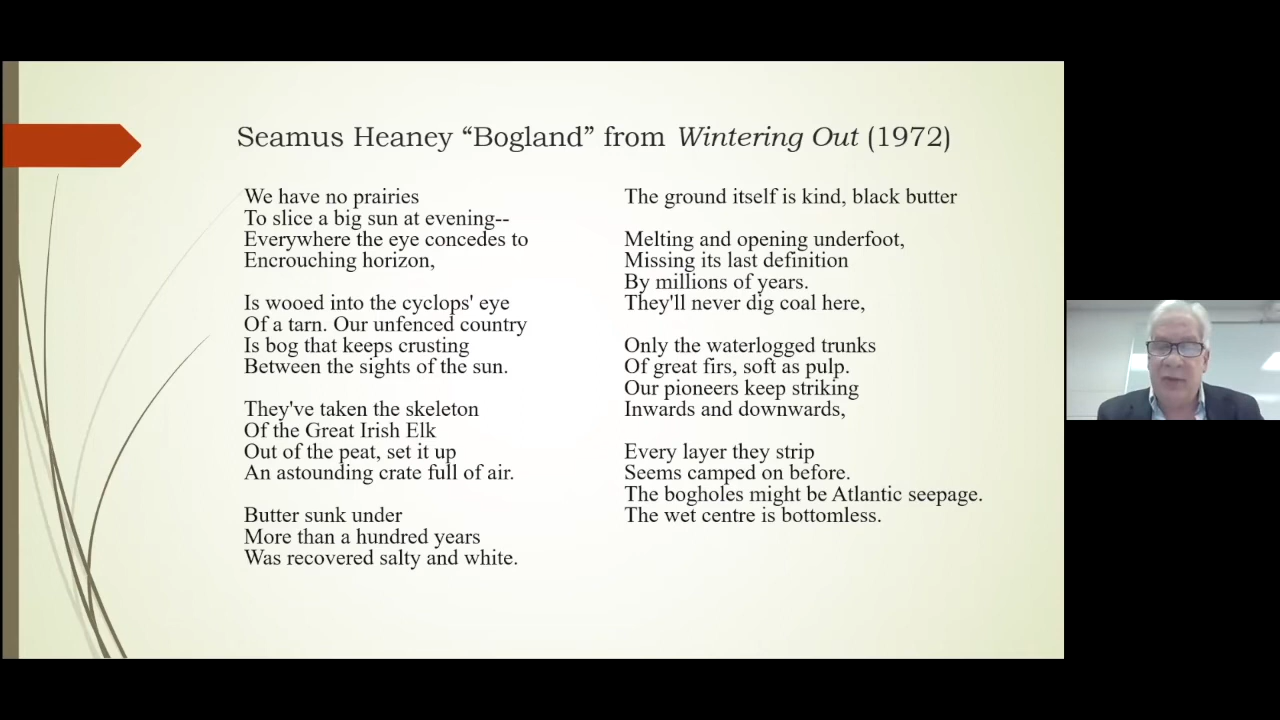 Seamus Heaney “Bogland” from Wintering Out (1972)
We have no prairies
To slice a big sun at evening--
Everywhere the eye concedes to
Encrouching horizon,
Is wooed into the cyclops' eye
Of a tarn. Our unfenced country
Is bog that keeps crusting
Between the sights of the sun.
They've taken the skeleton
Of the Great Irish Elk
Out of the peat, set it up
An astounding crate full of air.
Butter sunk under
More than a hundred years
Was recovered salty and white.
The ground itself is kind, black butter
Melting and opening underfoot,
Missing its last definition
By millions of years.
They'll never dig coal here,
Only the waterlogged trunks
Of great firs, soft as pulp.
Our pioneers keep striking
Inwards and downwards,
Every layer they strip
Seems camped on before.
The bogholes might be Atlantic seepage.
The wet centre is bottomless.